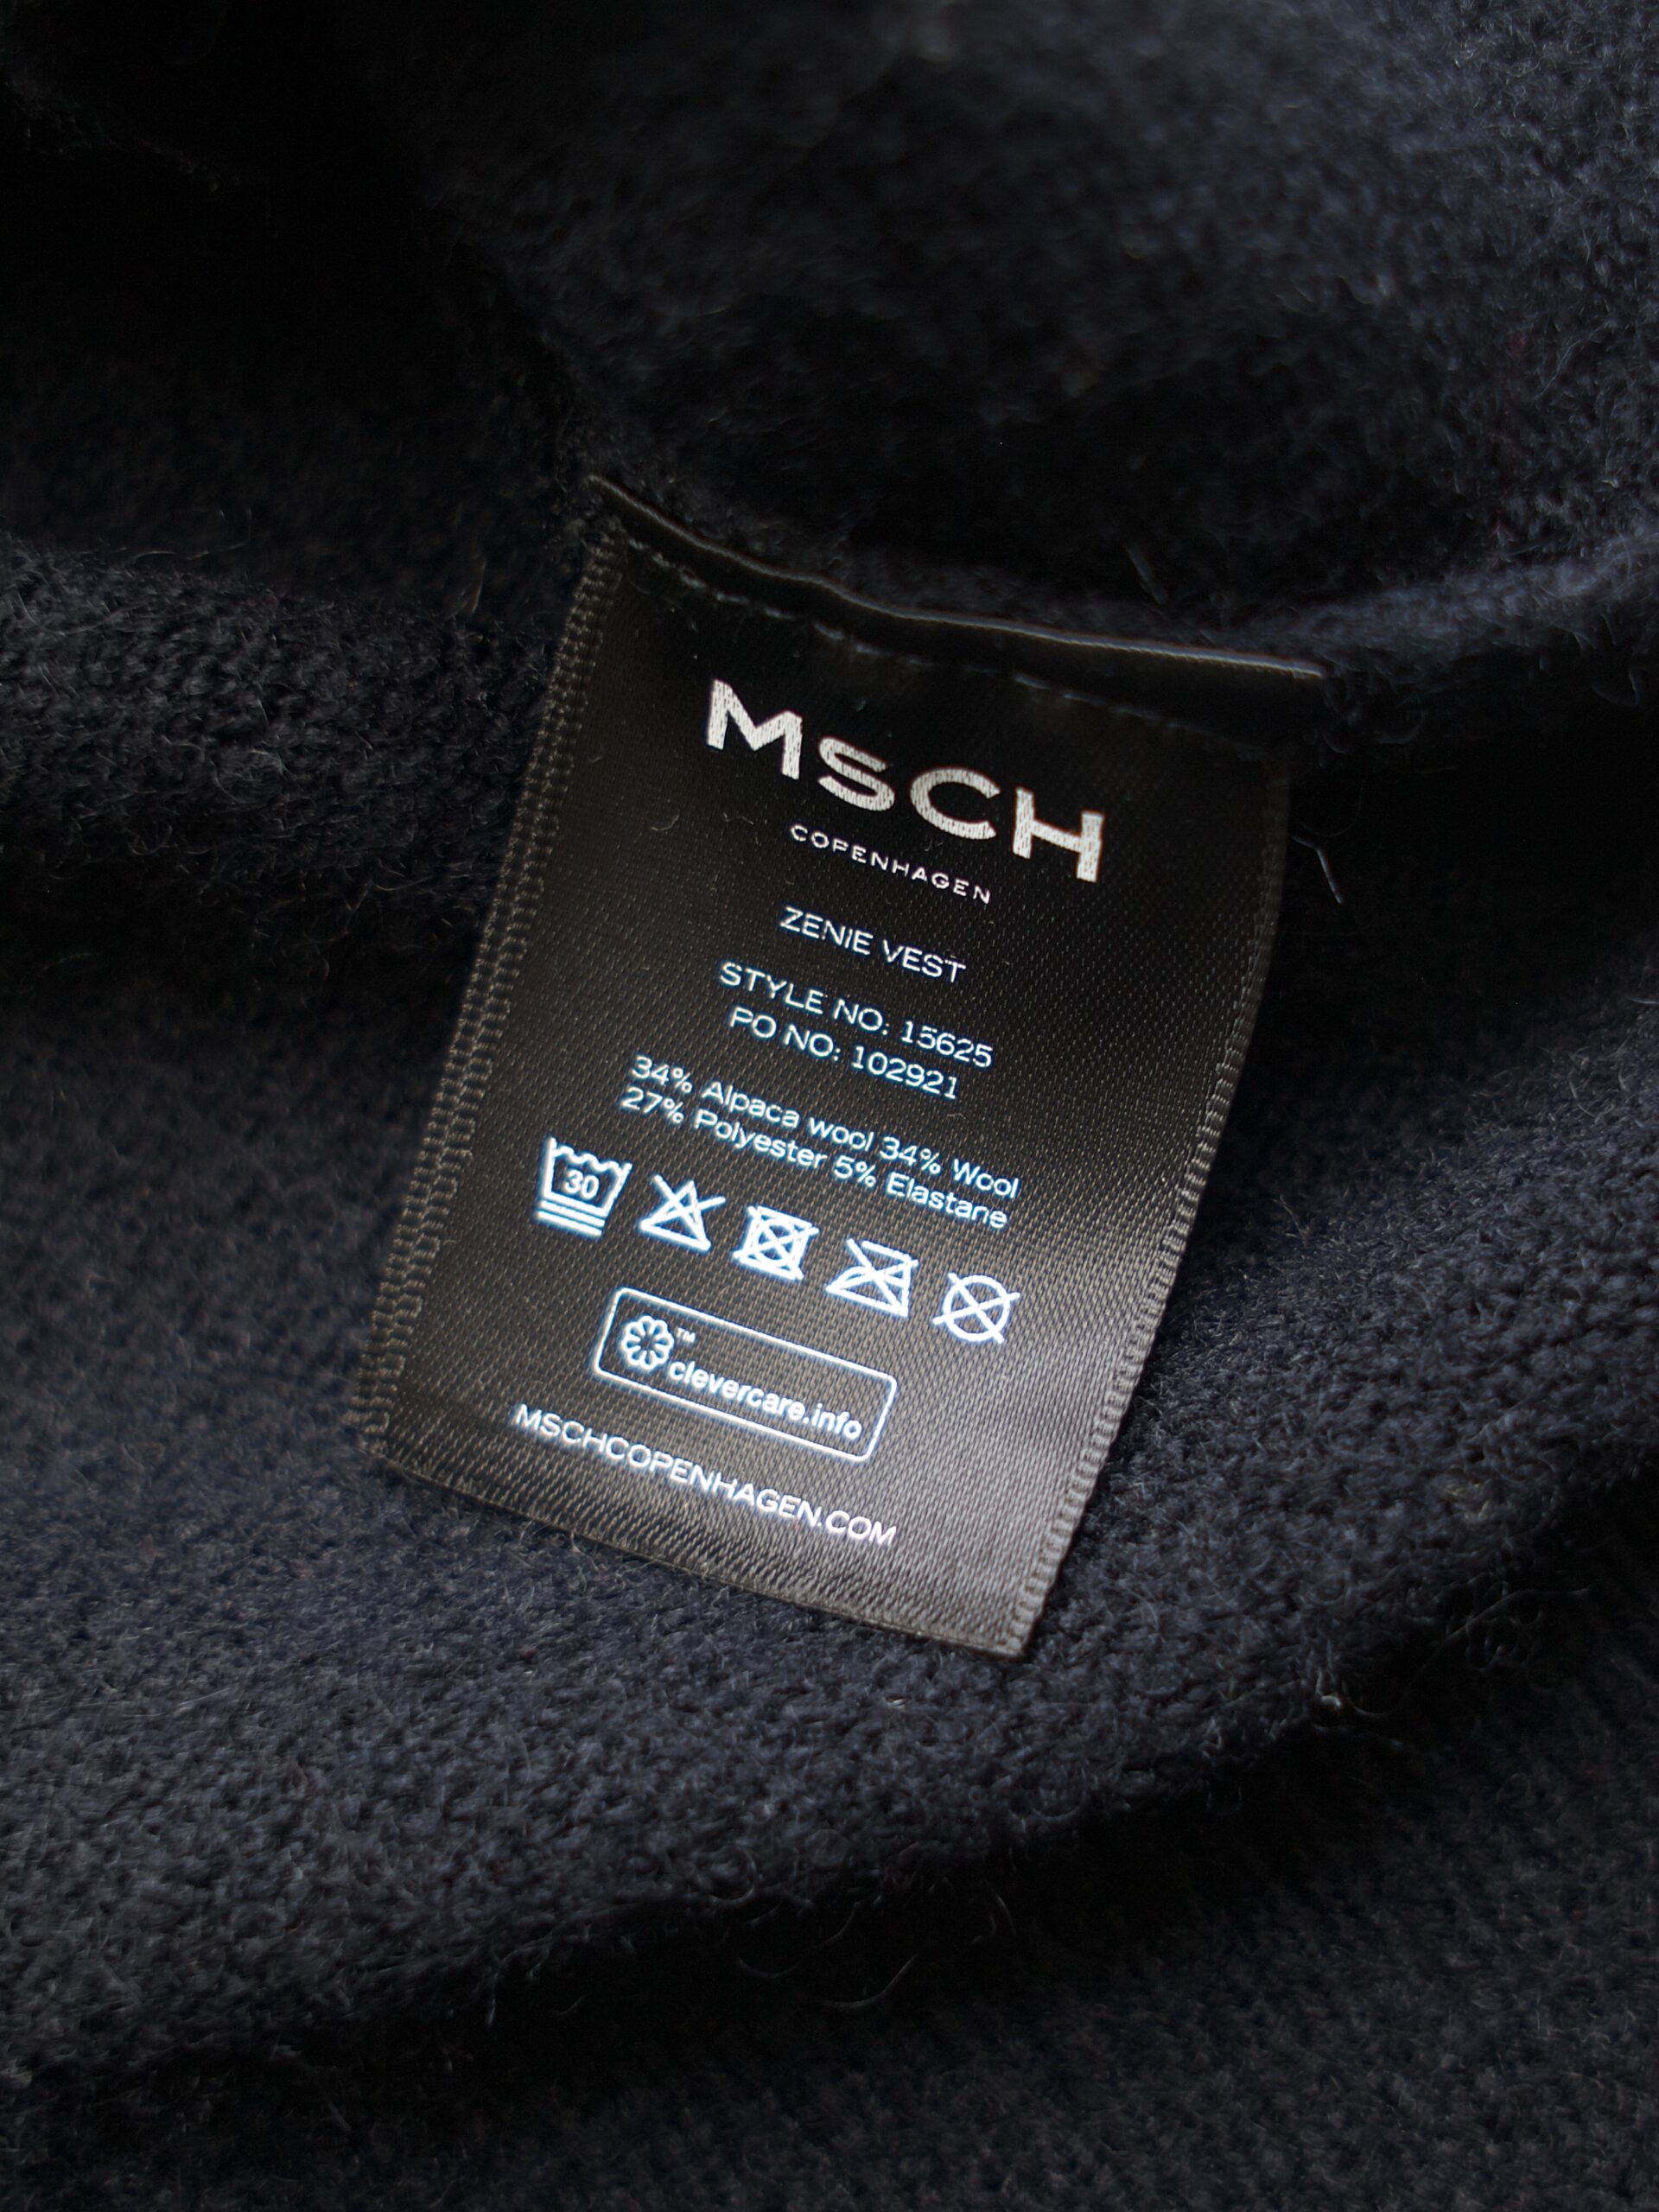 MSCH
COPENHAGEN
ZENIE VEST
STYLE NO: 15625
PO NO: 102921
34% Alpaca wool 34% Wool
27% Polyester 5% Elastane
30
™
clevercare.info
MSCHCOPENHAGEN.COM